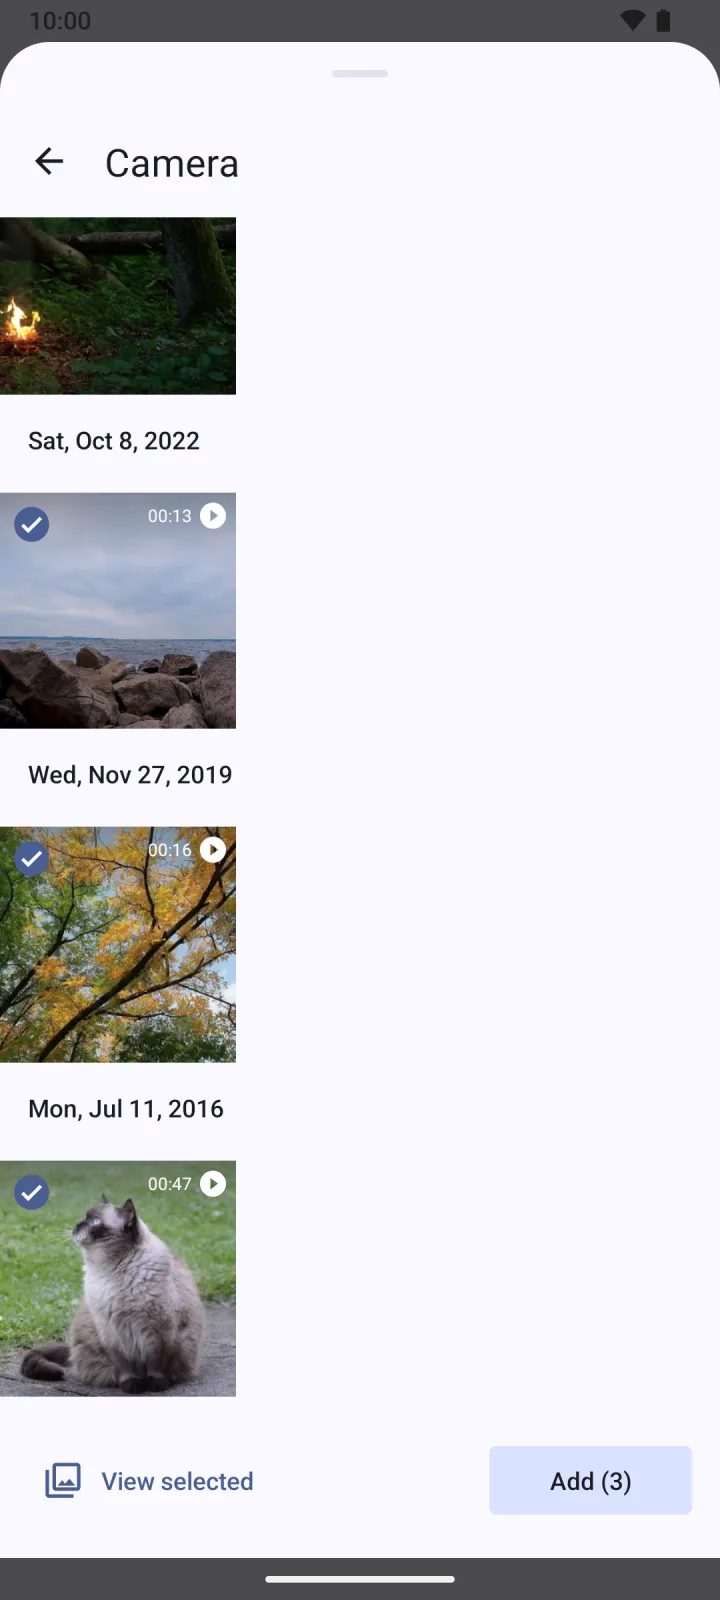 10:00
Camera
Sat, Oct 8, 2022
00:13
Wed, Nov 27, 2019
00:16
Mon, Jul 11, 2016
00:47
View selected
Add (3)